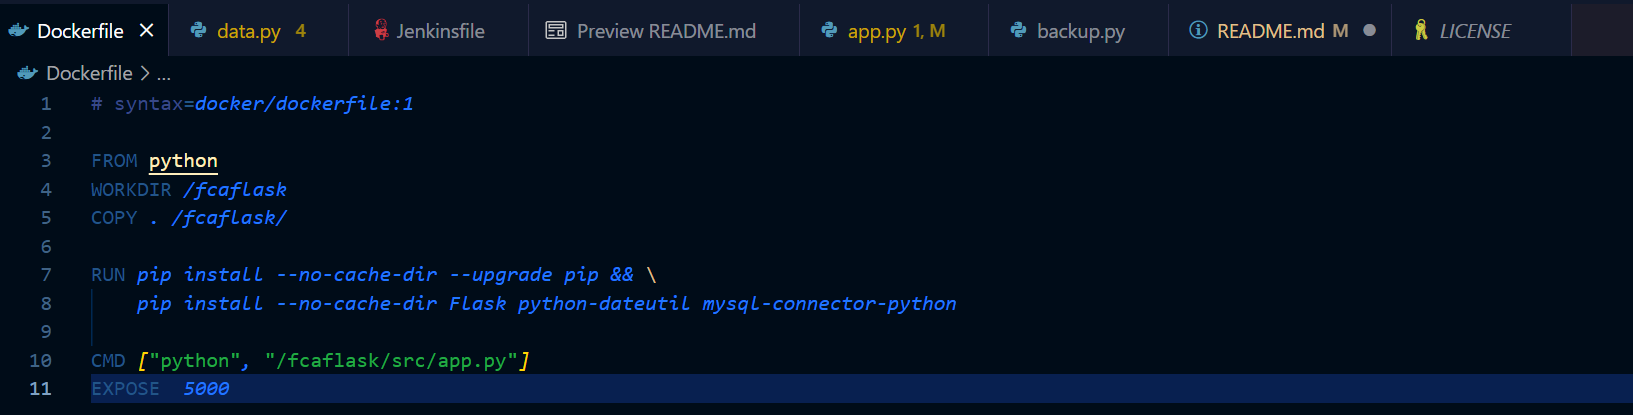 Dockerfile × data.py 4 Jenkinsfile Preview README.md app.py 1, M backup.py README.md M ● LICENSE
Dockerfile > ...
1 # syntax=docker/dockerfile:1
2
3 FROM python
4 WORKDIR /fcaflask
5 COPY . /fcaflask/
6
7 RUN pip install --no-cache-dir --upgrade pip && \
8 pip install --no-cache-dir Flask python-dateutil mysql-connector-python
9
10 CMD ["python", "/fcaflask/src/app.py"]
11 EXPOSE  5000